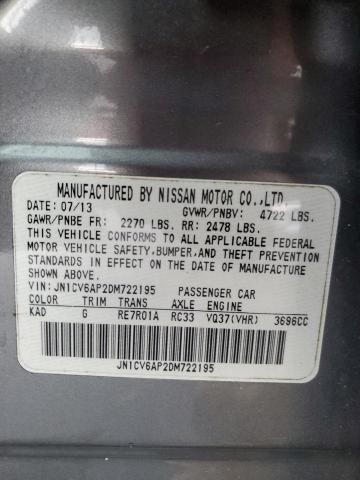 MANUFACTURED BY NISSAN MOTOR CO.,LTD.
DATE: 07/13 GVWR/PNBV: 4722 LBS.
GAWR/PNBE FR: 2270 LBS. RR: 2478 LBS.
THIS VEHICLE CONFORMS TO ALL APPLICABLE FEDERAL
MOTOR VEHICLE SAFETY, BUMPER, AND THEFT PREVENTION
STANDARDS IN EFFECT ON THE DATE OF MANUFACTURE
SHOWN ABOVE.
VIN: JN1CV6AP2DM722195 PASSENGER CAR
COLOR TRIM TRANS AXLE ENGINE
KAD G RE7R01A RC33 VQ37(VHR) 3696CC
JN1CV6AP2DM722195